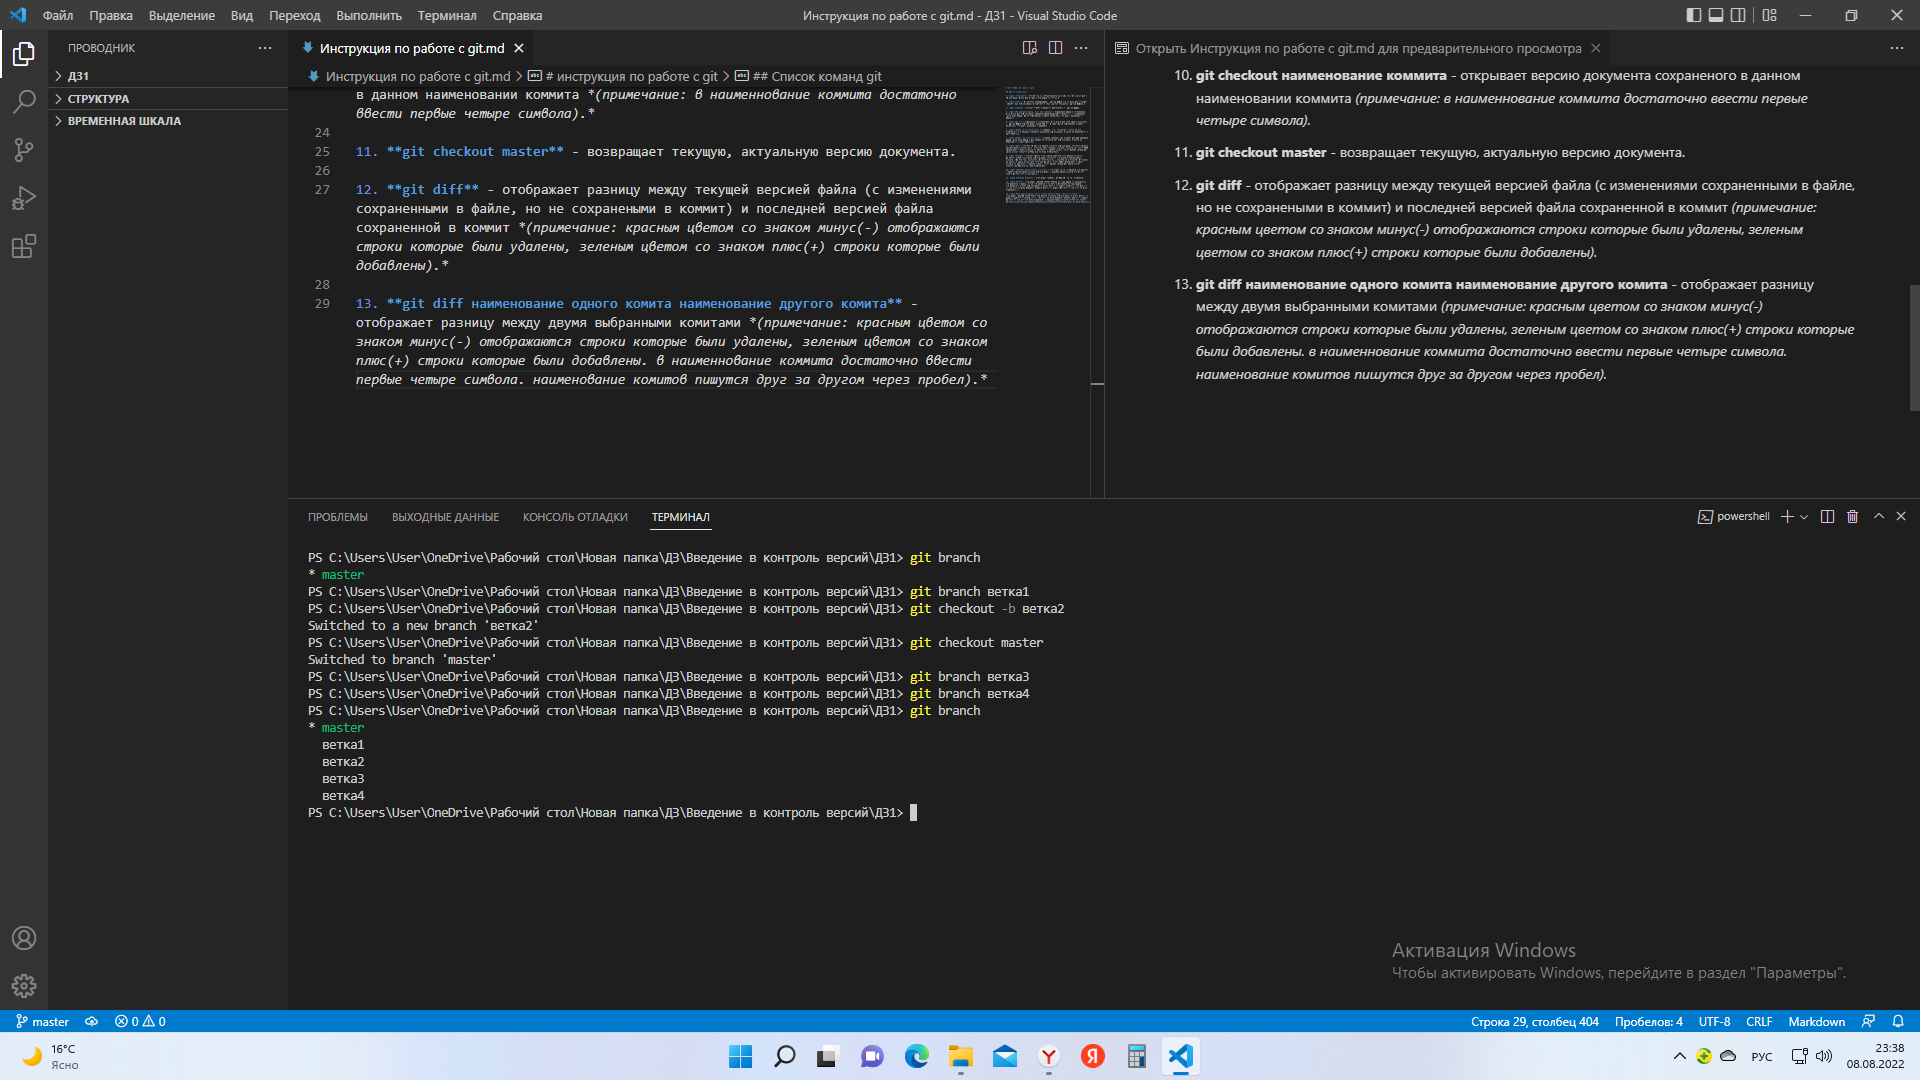 Файл Правка Выделение Вид Переход Выполнить Терминал Справка
Инструкция по работе с git.md - ДЗ1 - Visual Studio Code
ПРОВОДНИК
ДЗ1
СТРУКТУРА
ВРЕМЕННАЯ ШКАЛА
Инструкция по работе с git.md
Инструкция по работе с git.md > # инструкция по работе с git > ## Список команд git
в данном наименовании коммита *(примечание: в наименнование коммита достаточно
ввести первые четыре символа).*
24
25 11. **git checkout master** - возвращает текущую, актуальную версию документа.
26
27 12. **git diff** - отображает разницу между текущей версией файла (с изменениями
сохраненными в файле, но не сохранеными в коммит) и последней версией файла
сохраненной в коммит *(примечание: красным цветом со знаком минус(-) отображаются
строки которые были удалены, зеленым цветом со знаком плюс(+) строки которые были
добавлены).*
28
29 13. **git diff наименование одного комита наименование другого комита** -
отображает разницу между двумя выбранными комитами *(примечание: красным цветом со
знаком минус(-) отображаются строки которые были удалены, зеленым цветом со знаком
плюс(+) строки которые были добавлены. в наименнование коммита достаточно ввести
первые четыре символа. наименование комитов пишутся друг за другом через пробел).*
Открыть Инструкция по работе с git.md для предварительного просмотра
10. git checkout наименование коммита - открывает версию документа сохраненого в данном
наименовании коммита (примечание: в наименнование коммита достаточно ввести первые
четыре символа).
11. git checkout master - возвращает текущую, актуальную версию документа.
12. git diff - отображает разницу между текущей версией файла (с изменениями сохраненными в файле,
но не сохранеными в коммит) и последней версией файла сохраненной в коммит (примечание:
красным цветом со знаком минус(-) отображаются строки которые были удалены, зеленым
цветом со знаком плюс(+) строки которые были добавлены).
13. git diff наименование одного комита наименование другого комита - отображает разницу
между двумя выбранными комитами (примечание: красным цветом со знаком минус(-)
отображаются строки которые были удалены, зеленым цветом со знаком плюс(+) строки которые
были добавлены. в наименнование коммита достаточно ввести первые четыре символа.
наименование комитов пишутся друг за другом через пробел).
ПРОБЛЕМЫ ВЫХОДНЫЕ ДАННЫЕ КОНСОЛЬ ОТЛАДКИ ТЕРМИНАЛ
powershell
PS C:\Users\User\OneDrive\Рабочий стол\Новая папка\ДЗ\Введение в контроль версий\ДЗ1> git branch
* master
PS C:\Users\User\OneDrive\Рабочий стол\Новая папка\ДЗ\Введение в контроль версий\ДЗ1> git branch ветка1
PS C:\Users\User\OneDrive\Рабочий стол\Новая папка\ДЗ\Введение в контроль версий\ДЗ1> git checkout -b ветка2
Switched to a new branch 'ветка2'
PS C:\Users\User\OneDrive\Рабочий стол\Новая папка\ДЗ\Введение в контроль версий\ДЗ1> git checkout master
Switched to branch 'master'
PS C:\Users\User\OneDrive\Рабочий стол\Новая папка\ДЗ\Введение в контроль версий\ДЗ1> git branch ветка3
PS C:\Users\User\OneDrive\Рабочий стол\Новая папка\ДЗ\Введение в контроль версий\ДЗ1> git branch ветка4
PS C:\Users\User\OneDrive\Рабочий стол\Новая папка\ДЗ\Введение в контроль версий\ДЗ1> git branch
* master
ветка1
ветка2
ветка3
ветка4
PS C:\Users\User\OneDrive\Рабочий стол\Новая папка\ДЗ\Введение в контроль версий\ДЗ1>
Активация Windows
Чтобы активировать Windows, перейдите в раздел "Параметры".
master 0 0
Строка 29, столбец 404 Пробелов: 4 UTF-8 CRLF Markdown
16°C
Ясно
РУС
23:38
08.08.2022